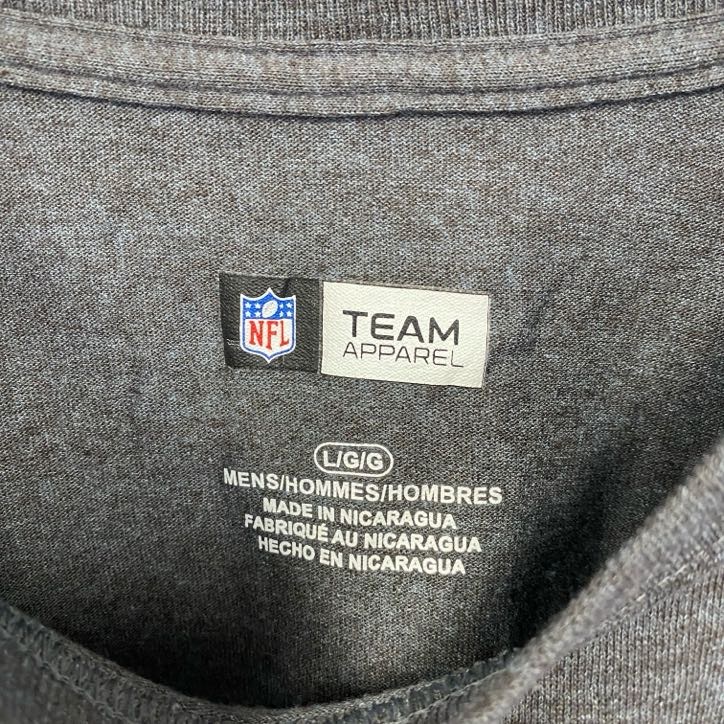 NFL
TEAM
APPAREL
L/G/G
MENS/HOMMES/HOMBRES
MADE IN NICARAGUA
FABRIQUÉ AU NICARAGUA
HECHO EN NICARAGUA